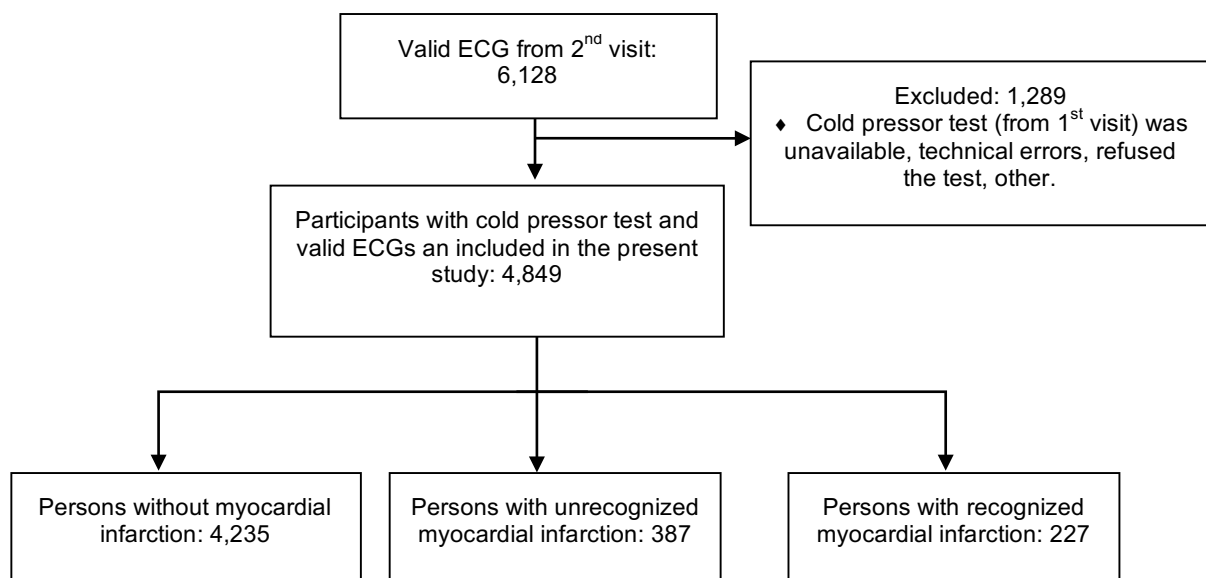 Valid ECG from 2nd visit:
6,128
Excluded: 1,289
♦ Cold pressor test (from 1st visit) was
unavailable, technical errors, refused
the test, other.
Participants with cold pressor test and
valid ECGs an included in the present
study: 4,849
Persons without myocardial
infarction: 4,235
Persons with unrecognized
myocardial infarction: 387
Persons with recognized
myocardial infarction: 227